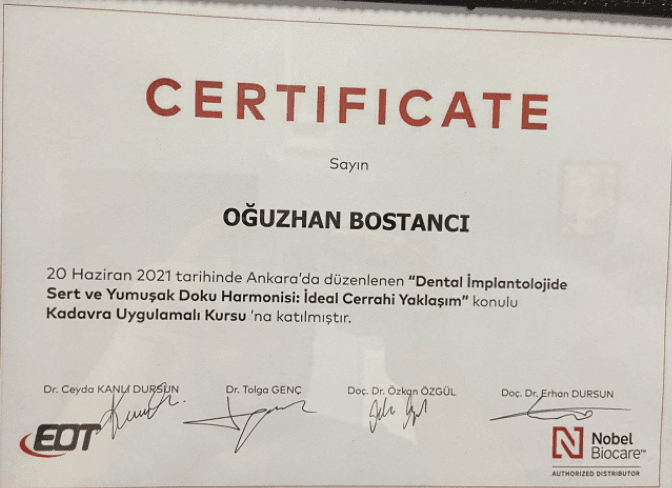 CERTIFICATE
Sayın
OĞUZHAN BOSTANCI
20 Haziran 2021 tarihinde Ankara'da düzenlenen “Dental İmplantolojide
Sert ve Yumuşak Doku Harmonisi: İdeal Cerrahi Yaklaşım” konulu
Kadavra Uygulamalı Kursu 'na katılmıştır.
Dr. Ceyda KANLI DURSUN Dr. Tolga GENÇ Doç. Dr. Özkan ÖZGÜL Doç. Dr. Erhan DURSUN
EOT
Nobel
Biocare™
AUTHORIZED DISTRIBUTOR